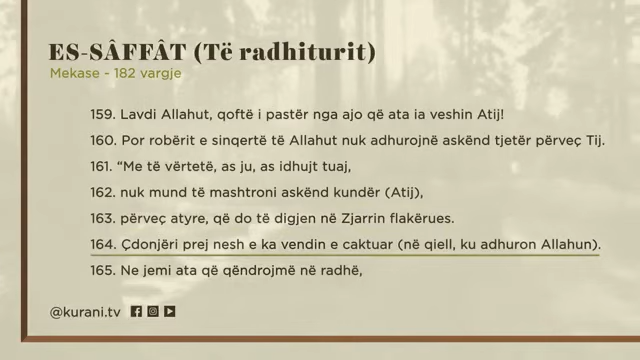 ES-SÂFFÂT (Të radhiturit)
Mekase - 182 vargje
159. Lavdi Allahut, qoftë i pastër nga ajo që ata ia veshin Atij!
160. Por robërit e sinqertë të Allahut nuk adhurojnë askënd tjetër përveç Tij.
161. “Me të vërtetë, as ju, as idhujt tuaj,
162. nuk mund të mashtroni askënd kundër (Atij),
163. përveç atyre, që do të digjen në Zjarrin flakërues.
164. Çdonjëri prej nesh e ka vendin e caktuar (në qiell, ku adhuron Allahun).
165. Ne jemi ata që qëndrojmë në radhë,
@kurani.tv